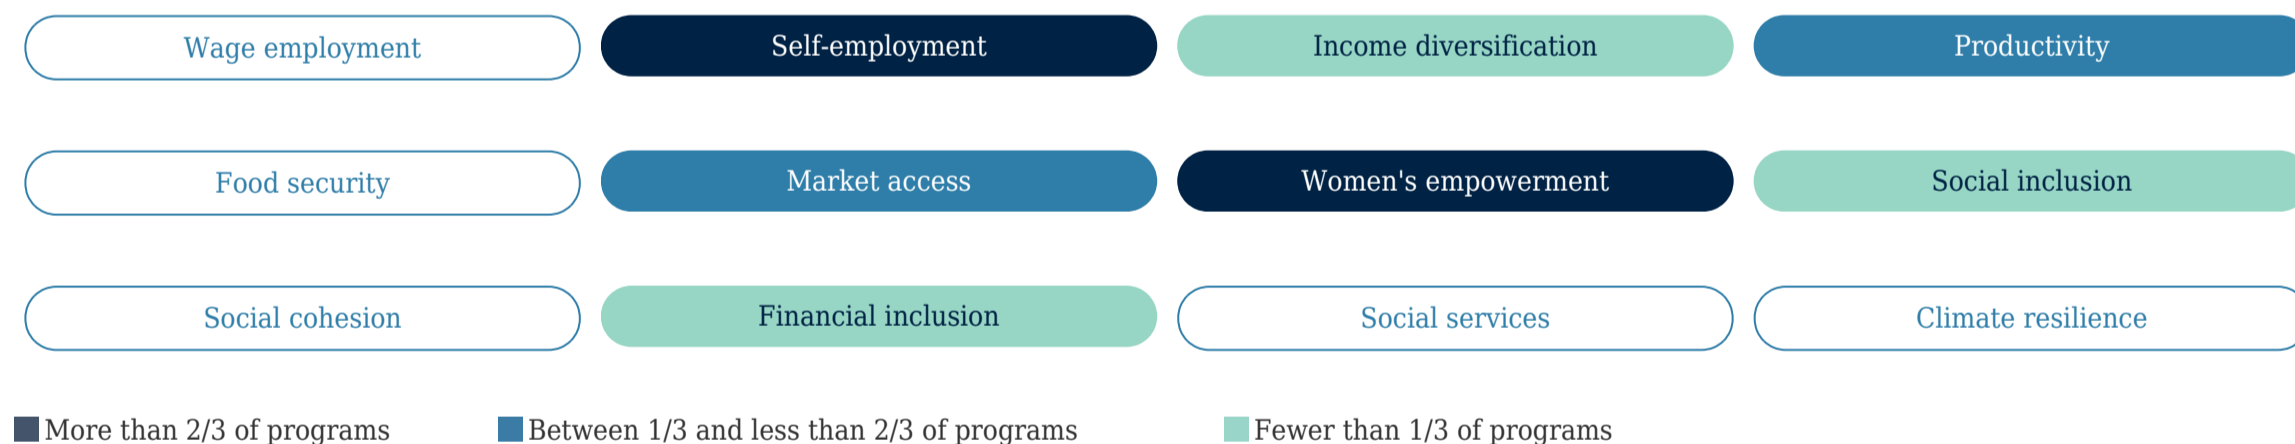 Wage employment
Self-employment
Income diversification
Productivity
Food security
Market access
Women's empowerment
Social inclusion
Social cohesion
Financial inclusion
Social services
Climate resilience
More than 2/3 of programs
Between 1/3 and less than 2/3 of programs
Fewer than 1/3 of programs